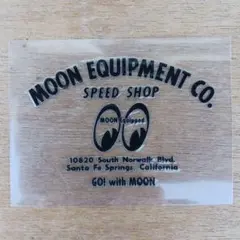 MOON EQUIPMENT CO.
SPEED SHOP
MOON Equipped
10820 South Norwalk Blvd.
Santa Fe Springs, California
GO! with MOON